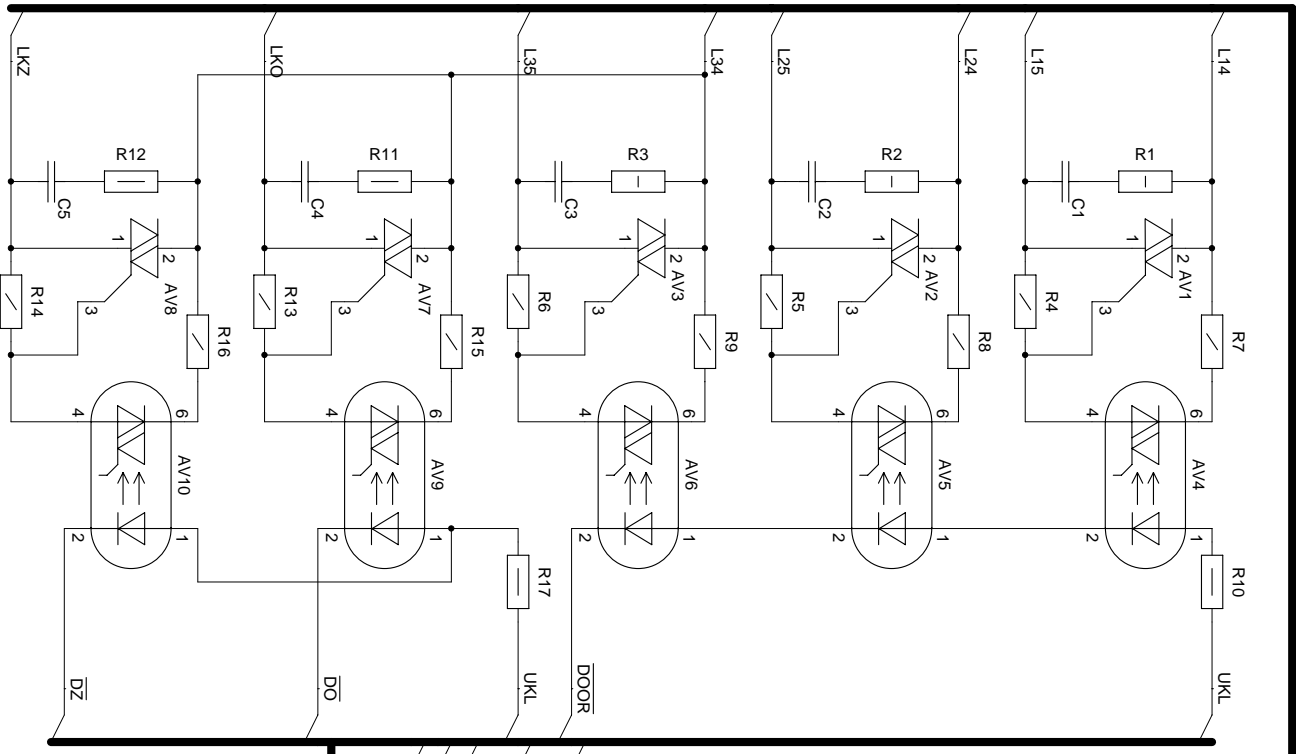 LKZ
LKO
L35
L34
L25
L24
L15
L14
R12
R11
R3
R2
R1
C5
C4
C3
C2
C1
1
2
1
2
1
2
1
2
1
2
AV8
AV7
AV3
AV2
AV1
3
3
3
3
3
R14
R13
R6
R5
R4
R16
R15
R9
R8
R7
4
6
4
6
4
6
4
6
4
6
AV10
AV9
AV6
AV5
AV4
2
1
2
1
2
1
2
1
2
1
R17
R10
DZ
DO
UKL
DOOR
UKL